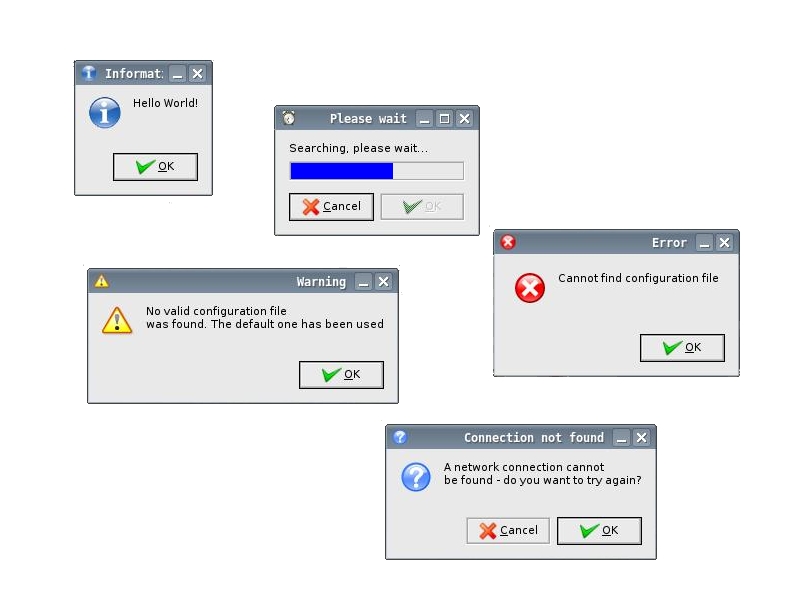 Informat:
Hello World!
OK
Please wait
Searching, please wait...
Cancel
OK
Error
Cannot find configuration file
OK
Warning
No valid configuration file
was found. The default one has been used
OK
Connection not found
A network connection cannot
be found - do you want to try again?
Cancel
OK